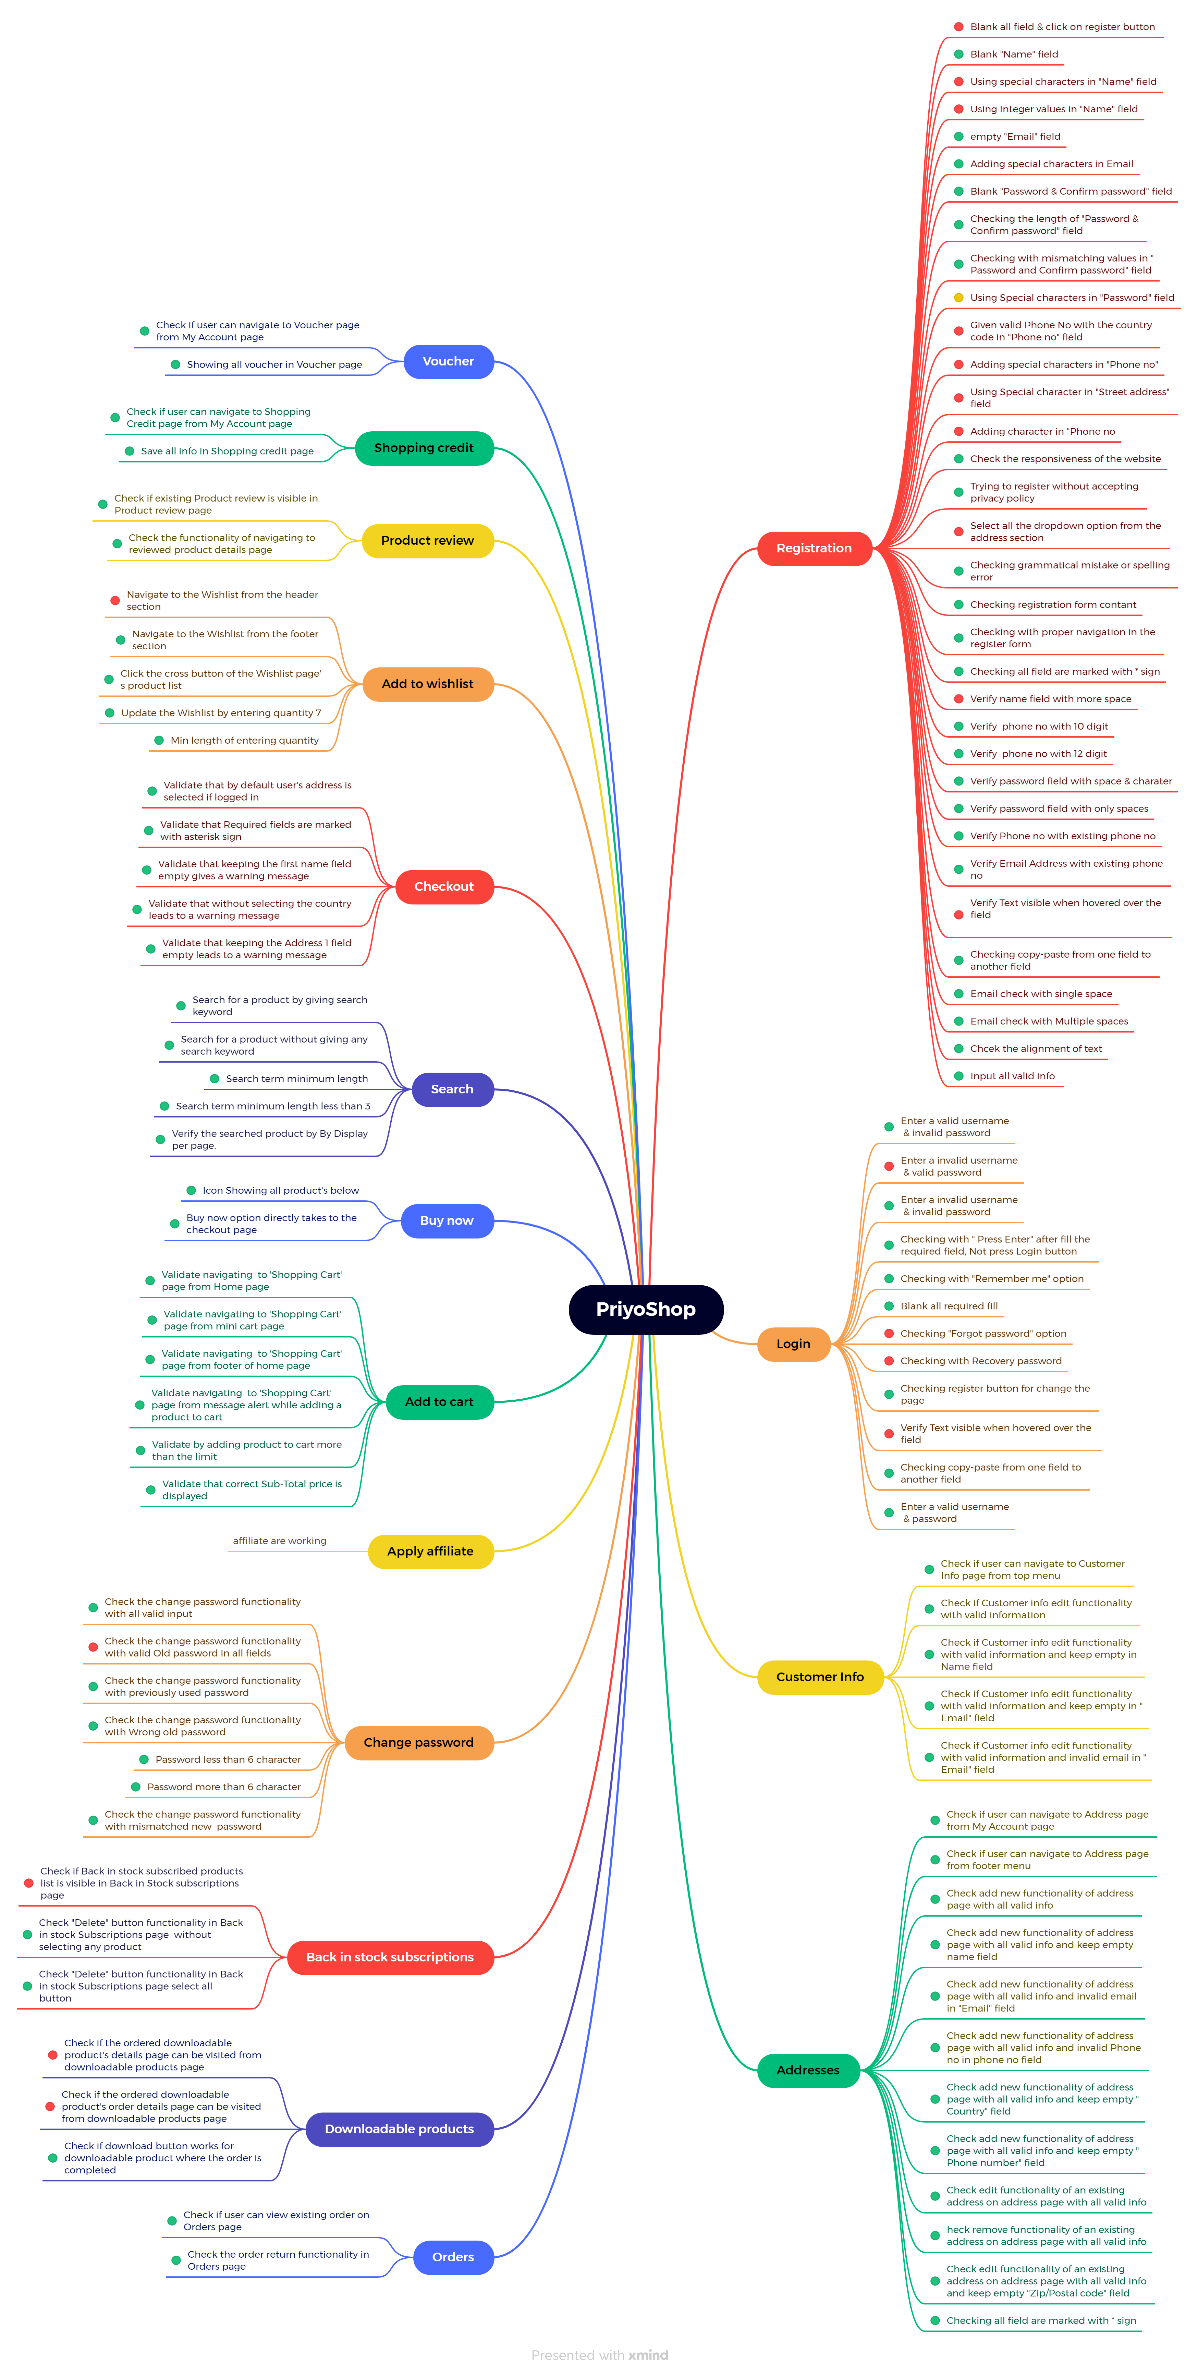 PriyoShop
Registration
Blank all field & click on register button
Blank "Name" field
Using special characters in "Name" field
Using Integer values in "Name" field
empty "Email" field
Adding special characters in Email
Blank "Password & Confirm password" field
Checking the length of "Password &
Confirm password" field
Checking with mismatching values in "
Password and Confirm password" field
Using Special characters in "Password" field
Given valid Phone No with the country
code in "Phone no" field
Adding special characters in "Phone no"
Using Special character in "Street address"
field
Adding character in "Phone no
Check the responsiveness of the website
Trying to register without accepting
privacy policy
Select all the dropdown option from the
address section
Checking grammatical mistake or spelling
error
Checking registration form contant
Checking with proper navigation in the
register form
Checking all field are marked with * sign
Verify name field with more space
Verify  phone no with 10 digit
Verify  phone no with 12 digit
Verify password field with space & charater
Verify password field with only spaces
Verify Phone no with existing phone no
Verify Email Address with existing phone
no
Verify Text visible when hovered over the
field
Checking copy-paste from one field to
another field
Email check with single space
Email check with Multiple spaces
Chcek the alignment of text
Input all valid info
Login
Enter a valid username
& invalid password
Enter a invalid username
& valid password
Enter a invalid username
& invalid password
Checking with " Press Enter" after fill the
required field, Not press Login button
Checking with "Remember me" option
Blank all required fill
Checking "Forgot password" option
Checking with Recovery password
Checking register button for change the
page
Verify Text visible when hovered over the
field
Checking copy-paste from one field to
another field
Enter a valid username
& password
Customer Info
Check if user can navigate to Customer
Info page from top menu
Check if Customer info edit functionality
with valid information
Check if Customer info edit functionality
with valid information and keep empty in
Name field
Check if Customer info edit functionality
with valid information and keep empty in "
Email" field
Check if Customer info edit functionality
with valid information and invalid email in "
Email" field
Addresses
Check if user can navigate to Address page
from My Account page
Check if user can navigate to Address page
from footer menu
Check add new functionality of address
page with all valid info
Check add new functionality of address
page with all valid info and keep empty
name field
Check add new functionality of address
page with all valid info and invalid email
in "Email" field
Check add new functionality of address
page with all valid info and invalid Phone
no in phone no field
Check add new functionality of address
page with all valid info and keep empty "
Country" field
Check add new functionality of address
page with all valid info and keep empty "
Phone number" field
Check edit functionality of an existing
address on address page with all valid info
heck remove functionality of an existing
address on address page with all valid info
Check edit functionality of an existing
address on address page with all valid info
and keep empty "Zip/Postal code" field
Checking all field are marked with * sign
Voucher
Check if user can navigate to Voucher page
from My Account page
Showing all voucher in Voucher page
Shopping credit
Check if user can navigate to Shopping
Credit page from My Account page
Save all info in Shopping credit page
Product review
Check if existing Product review is visible in
Product review page
Check the functionality of navigating to
reviewed product details page
Add to wishlist
Navigate to the Wishlist from the header
section
Navigate to the Wishlist from the footer
section
Click the cross button of the Wishlist page'
s product list
Update the Wishlist by entering quantity 7
Min length of entering quantity
Checkout
Validate that by default user's address is
selected if logged in
Validate that Required fields are marked
with asterisk sign
Validate that keeping the first name field
empty gives a warning message
Validate that without selecting the country
leads to a warning message
Validate that keeping the Address 1 field
empty leads to a warning message
Search
Search for a product by giving search
keyword
Search for a product without giving any
search keyword
Search term minimum length
Search term minimum length less than 3
Verify the searched product by By Display
per page.
Buy now
Icon Showing all product's below
Buy now option directly takes to the
checkout page
Add to cart
Validate navigating  to 'Shopping Cart'
page from Home page
Validate navigating to 'Shopping Cart'
page from mini cart page
Validate navigating  to 'Shopping Cart'
page from footer of home page
Validate navigating  to 'Shopping Cart'
page from message alert while adding a
product to cart
Validate by adding product to cart more
than the limit
Validate that correct Sub-Total price is
displayed
Apply affiliate
affiliate are working
Change password
Check the change password functionality
with all valid input
Check the change password functionality
with valid Old password in all fields
Check the change password functionality
with previously used password
Check the change password functionality
with Wrong old password
Password less than 6 character
Password more than 6 character
Check the change password functionality
with mismatched new  password
Back in stock subscriptions
Check if Back in stock subscribed products
list is visible in Back in Stock subscriptions
page
Check "Delete" button functionality in Back
in stock Subscriptions page  without
selecting any product
Check "Delete" button functionality in Back
in stock Subscriptions page select all
button
Downloadable products
Check if the ordered downloadable
product's details page can be visited from
downloadable products page
Check if the ordered downloadable
product's order details page can be visited
from downloadable products page
Check if download button works for
downloadable product where the order is
completed
Orders
Check if user can view existing order on
Orders page
Check the order return functionality in
Orders page
Presented with xmind